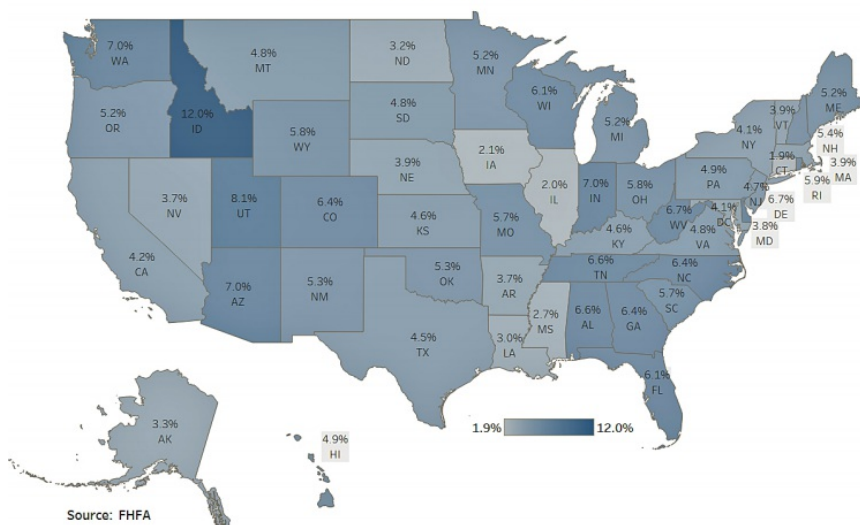 7.0%
WA
4.8%
MT
3.2%
ND
5.2%
MN
5.2%
OR
12.0%
ID
5.8%
WY
4.8%
SD
6.1%
WI
5.2%
MI
4.1%
NY
3.9%
VT
5.2%
ME
5.4%
NH
3.9%
MA
1.9%
CT
5.9%
RI
3.7%
NV
8.1%
UT
6.4%
CO
3.9%
NE
2.1%
IA
2.0%
IL
7.0%
IN
5.8%
OH
4.9%
PA
4.7%
NJ
6.7%
DE
4.1%
DC
3.8%
MD
4.2%
CA
4.6%
KS
5.7%
MO
4.6%
KY
6.7%
WV
4.8%
VA
7.0%
AZ
5.3%
NM
5.3%
OK
3.7%
AR
6.6%
TN
6.4%
NC
5.7%
SC
4.5%
TX
3.0%
LA
2.7%
MS
6.6%
AL
6.4%
GA
6.1%
FL
3.3%
AK
4.9%
HI
1.9%
12.0%
Source: FHFA